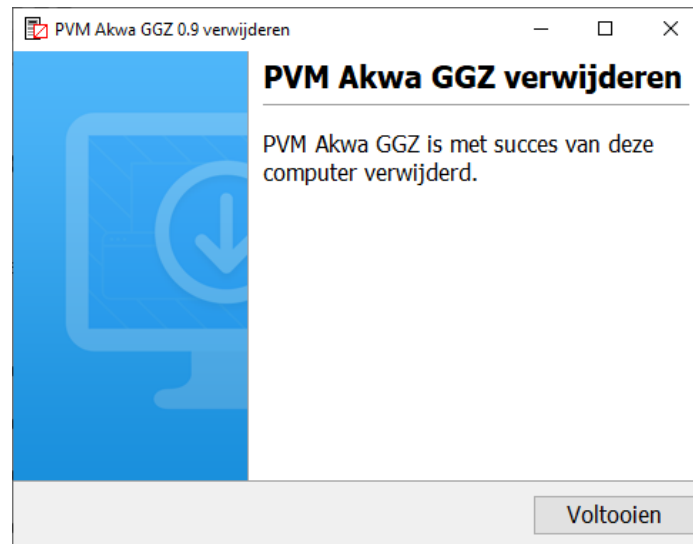 PVM Akwa GGZ 0.9 verwijderen
PVM Akwa GGZ verwijderen
PVM Akwa GGZ is met succes van deze
computer verwijderd.
Voltooien